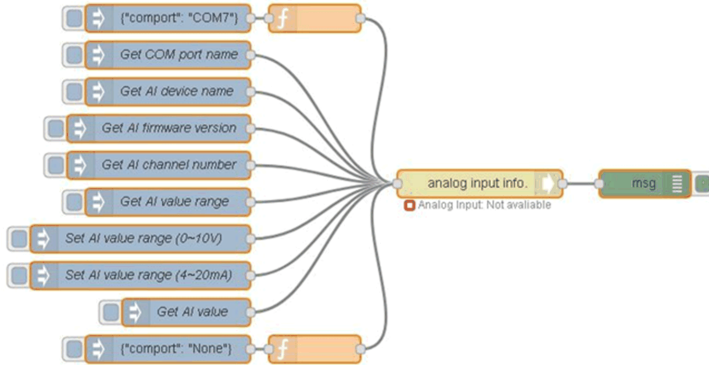 {"comport": "COM7"}
Get COM port name
Get AI device name
Get AI firmware version
Get AI channel number
Get AI value range
Set AI value range (0~10V)
Set AI value range (4~20mA)
Get AI value
{"comport": "None"}
analog input info.
Analog Input: Not avaliable
msg